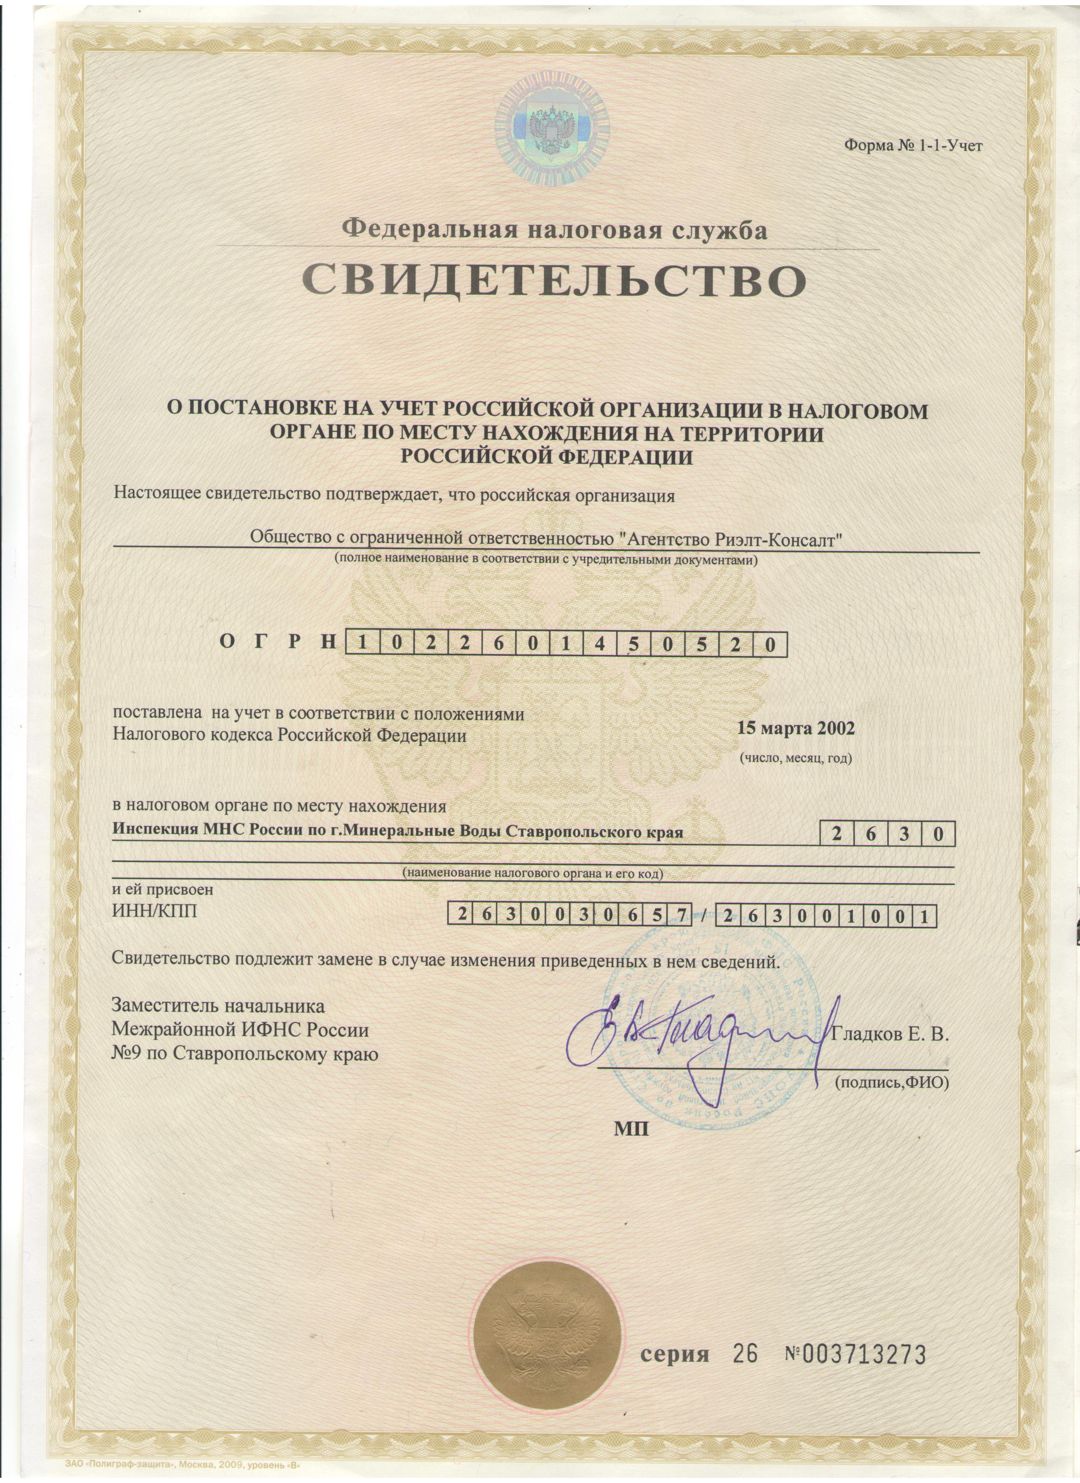 Форма № 1-1-Учет
Федеральная налоговая служба
СВИДЕТЕЛЬСТВО
О ПОСТАНОВКЕ НА УЧЕТ РОССИЙСКОЙ ОРГАНИЗАЦИИ В НАЛОГОВОМ
ОРГАНЕ ПО МЕСТУ НАХОЖДЕНИЯ НА ТЕРРИТОРИИ
РОССИЙСКОЙ ФЕДЕРАЦИИ
Настоящее свидетельство подтверждает, что российская организация
Общество с ограниченной ответственностью "Агентство Риэлт-Консалт"
(полное наименование в соответствии с учредительными документами)
О Г Р Н 1 0 2 2 6 0 1 4 5 0 5 2 0
поставлена на учет в соответствии с положениями
Налогового кодекса Российской Федерации
15 марта 2002
(число, месяц, год)
в налоговом органе по месту нахождения
Инспекция МНС России по г.Минеральные Воды Ставропольского края 2 6 3 0
(наименование налогового органа и его код)
и ей присвоен
ИНН/КПП 2 6 3 0 0 3 0 6 5 7 / 2 6 3 0 0 1 0 0 1
Свидетельство подлежит замене в случае изменения приведенных в нем сведений.
Заместитель начальника
Межрайонной ИФНС России
№9 по Ставропольскому краю
Гладков Е. В.
(подпись,ФИО)
МП
серия 26 №003713273
ЗАО «Полиграф-защита», Москва, 2009, уровень «В»